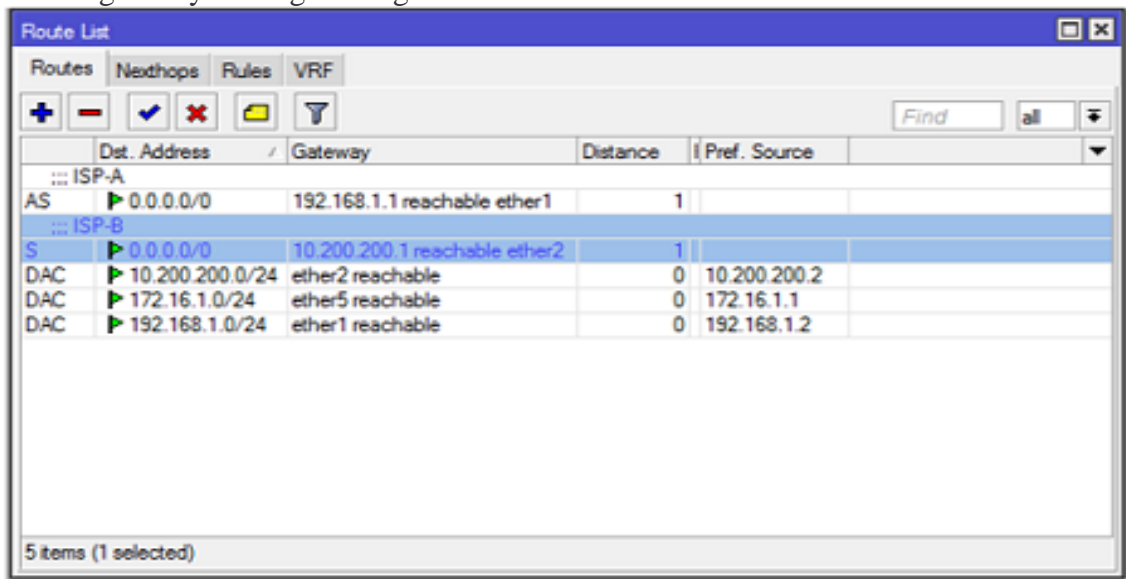 Route List
Routes Nexthops Rules VRF
Find all
Dst. Address / Gateway Distance Pref. Source
::: ISP-A
AS 0.0.0.0/0 192.168.1.1 reachable ether1 1
::: ISP-B
S 0.0.0.0/0 10.200.200.1 reachable ether2 1
DAC 10.200.200.0/24 ether2 reachable 0 10.200.200.2
DAC 172.16.1.0/24 ether5 reachable 0 172.16.1.1
DAC 192.168.1.0/24 ether1 reachable 0 192.168.1.2
5 items (1 selected)